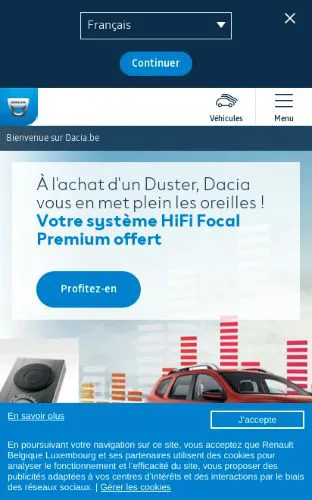 Français
Continuer
DACIA
Véhicules
Menu
Bienvenue sur Dacia.be
À l'achat d'un Duster, Dacia
vous en met plein les oreilles !
Votre système HiFi Focal
Premium offert
Profitez-en
En savoir plus
J'accepte
En poursuivant votre navigation sur ce site, vous acceptez que Renault
Belgique Luxembourg et ses partenaires utilisent des cookies pour
analyser le fonctionnement et l'efficacité du site, vous proposer des
publicités adaptées à vos centres d'intérêts et des interactions par le biais
des réseaux sociaux. | Gérer les cookies